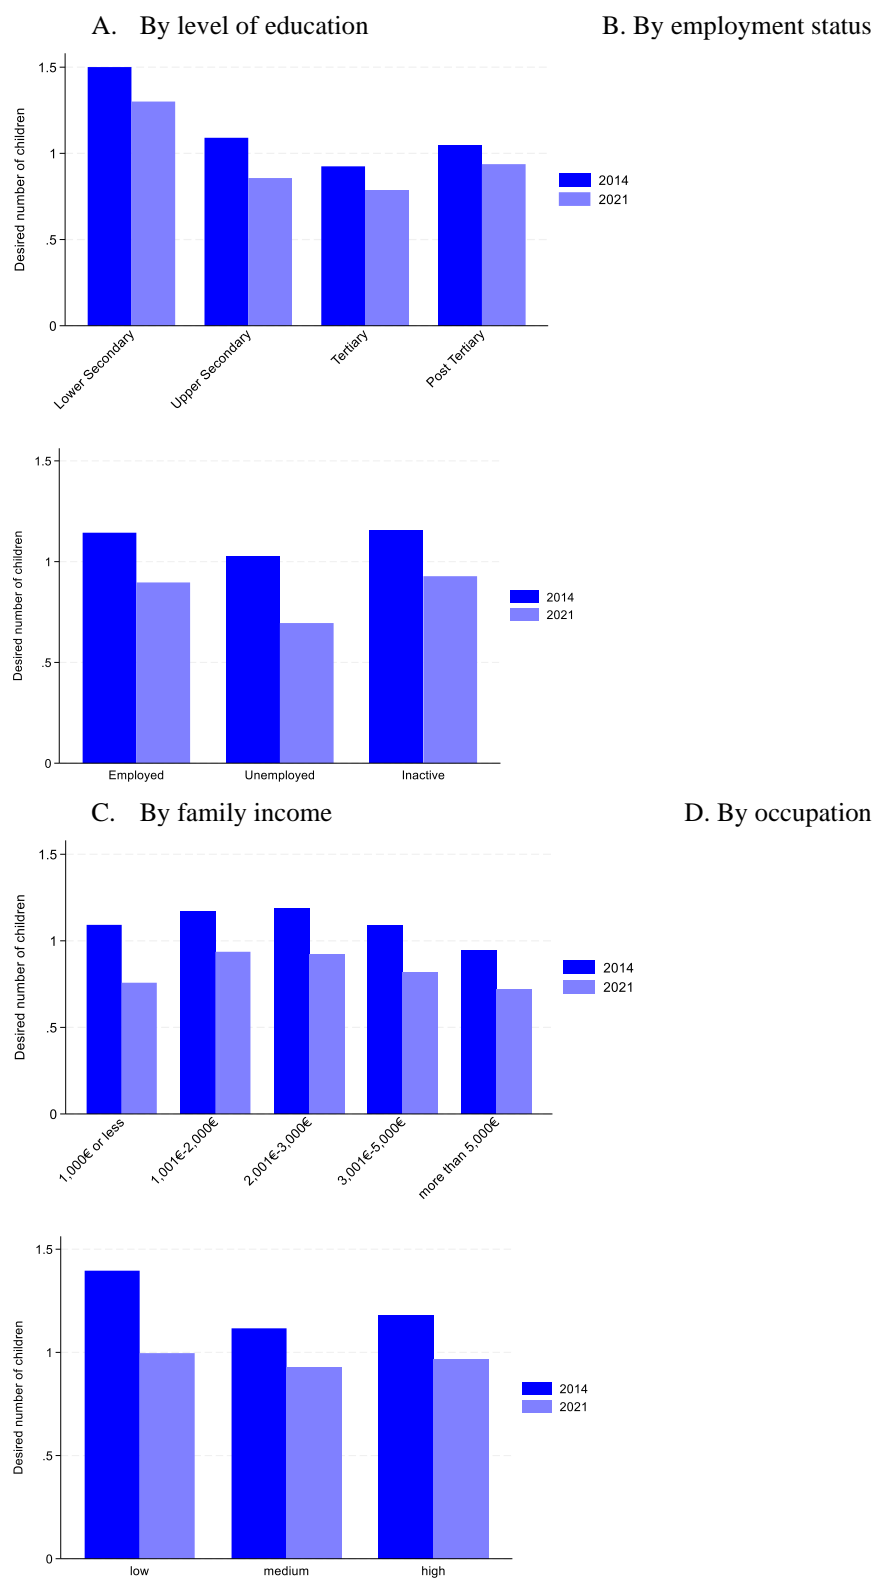 A. By level of education B. By employment status
1.5
1
.5
0
Desired number of children
Lower Secondary
Upper Secondary
Tertiary
Post Tertiary
2014
2021
1.5
1
.5
0
Desired number of children
Employed Unemployed Inactive
2014
2021
C. By family income D. By occupation
1.5
1
.5
0
Desired number of children
1,000€ or less
1,001€-2,000€
2,001€-3,000€
3,001€-5,000€
more than 5,000€
2014
2021
1.5
1
.5
0
Desired number of children
low medium high
2014
2021